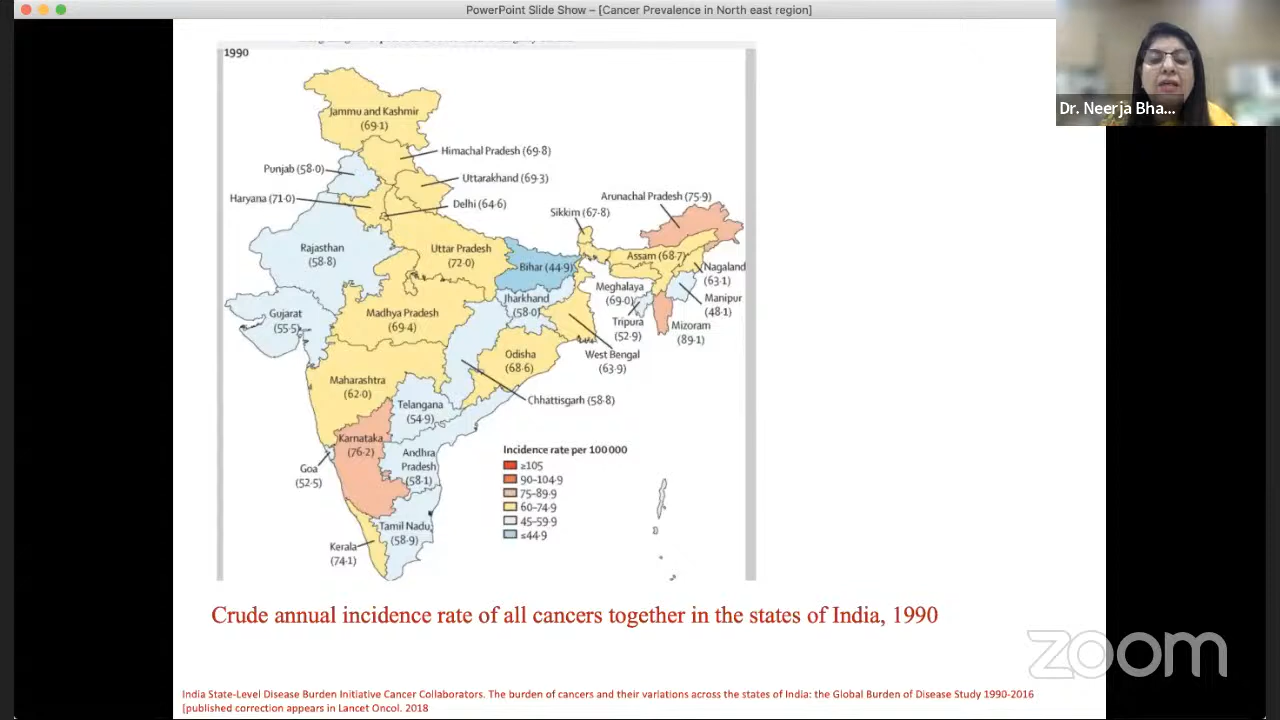 PowerPoint Slide Show – [Cancer Prevalence in North east region]
Dr. Neerja Bha...
1990
Jammu and Kashmir
(69·1)
Himachal Pradesh (69·8)
Punjab (58·0)
Uttarakhand (69·3)
Haryana (71·0)
Delhi (64·6)
Arunachal Pradesh (75·9)
Sikkim (67·8)
Rajasthan
(58·8)
Uttar Pradesh
(72·0)
Bihar (44·9)
Assam (68·7)
Nagaland
(63·1)
Meghalaya
(69·0)
Manipur
(48·1)
Jharkhand
(58·0)
Gujarat
(55·5)
Madhya Pradesh
(69·4)
Tripura
(52·9)
Mizoram
(89·1)
Odisha
(68·6)
West Bengal
(63·9)
Maharashtra
(62·0)
Chhattisgarh (58·8)
Telangana
(54·9)
Karnataka
(76·2)
Goa
(52·5)
Andhra
Pradesh
(58·1)
Tamil Nadu
(58·9)
Kerala
(74·1)
Incidence rate per 100 000
≥105
90–104·9
75–89·9
60–74·9
45–59·9
≤44·9
Crude annual incidence rate of all cancers together in the states of India, 1990
zoom
India State-Level Disease Burden Initiative Cancer Collaborators. The burden of cancers and their variations across the states of India: the Global Burden of Disease Study 1990-2016
[published correction appears in Lancet Oncol. 2018